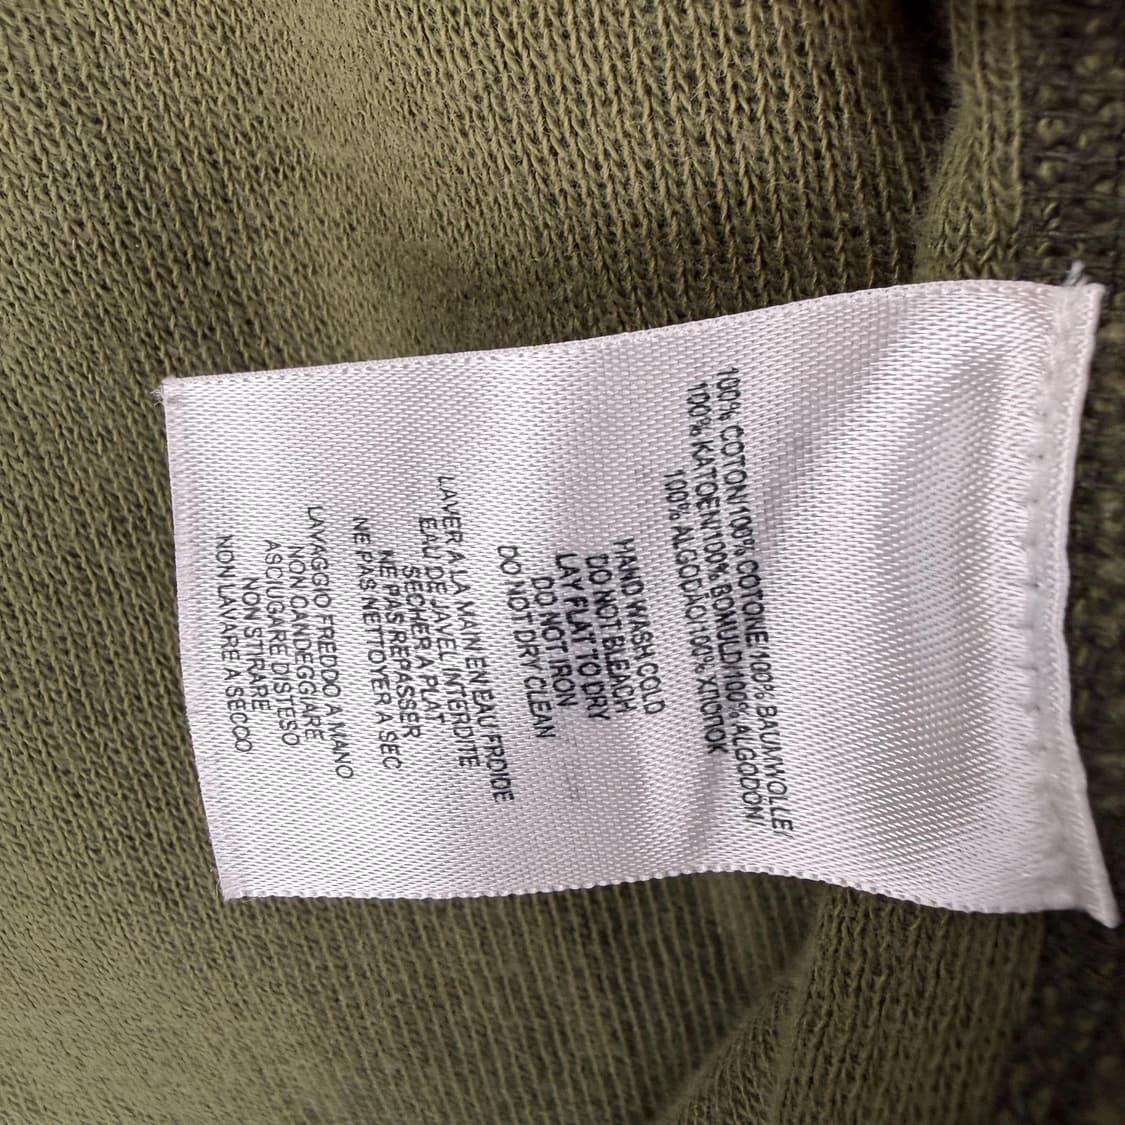 100% COTON/100% COTONE/100% BAUMWOLLE/
100% KATOEN/100% BOMULD/100% ALGODÓN/
100% ALGODÃO/100% ХЛОПОК
HAND WASH COLD
DO NOT BLEACH
LAY FLAT TO DRY
DO NOT IRON
DO NOT DRY CLEAN
LAVER A LA MAIN EN EAU FROIDE
EAU DE JAVEL INTERDITE
SECHER A PLAT
NE PAS REPASSER
NE PAS NETTOYER A SEC
LAVAGGIO FREDDO A MANO
NON CANDEGGIARE
ASCIUGARE DISTESO
NON STIRARE
NON LAVARE A SECCO